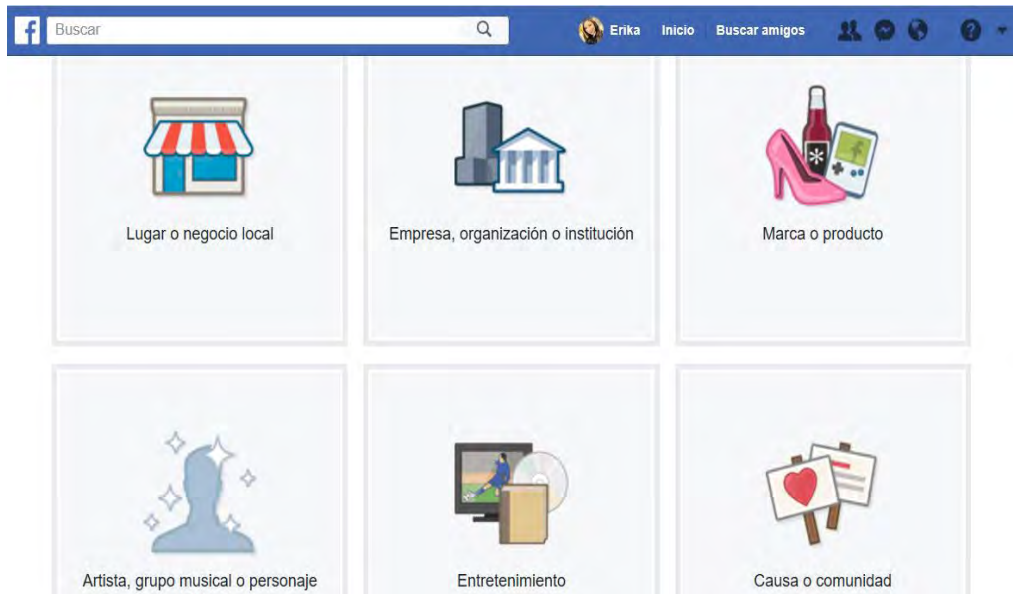 f Buscar Erika Inicio Buscar amigos ?
Lugar o negocio local
Empresa, organización o institución
Marca o producto
Artista, grupo musical o personaje
Entretenimiento
Causa o comunidad